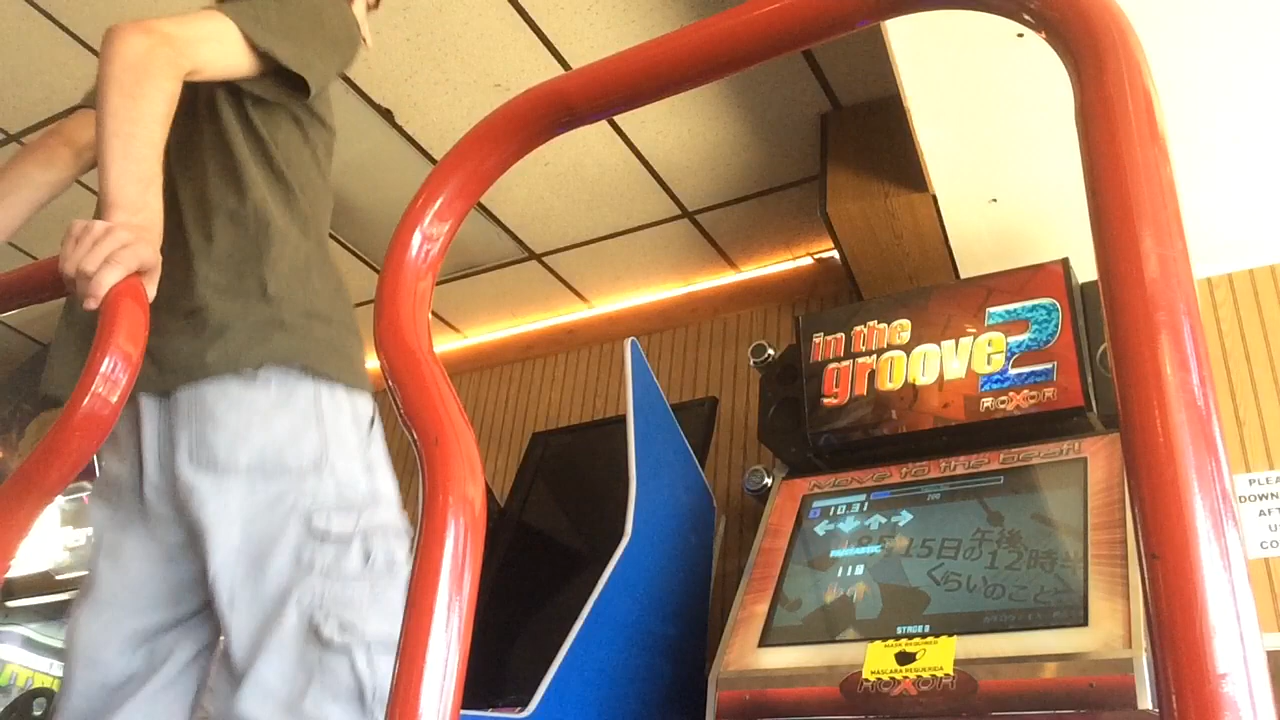 in the
groove 2
ROXOR
Move to the beat!
200
10.31
FANTASTIC
8月15日の午後12時半
くらいのこと
118
STAGE
MASK REQUIRED
MÁSCARA REQUERIDA
ROXOR
PLEA
DOWN
AFT
U
CO